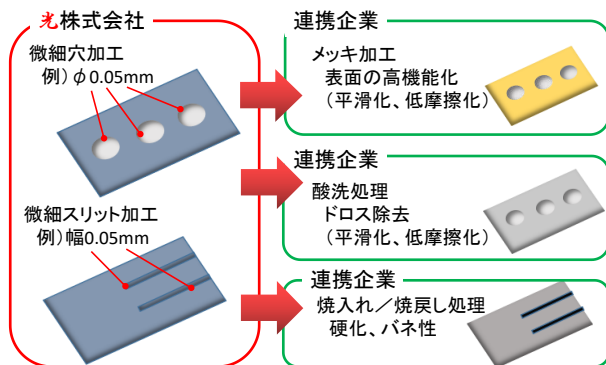 光株式会社
微細穴加工
例）φ0.05mm
微細スリット加工
例）幅0.05mm
連携企業
メッキ加工
表面の高機能化
（平滑化、低摩擦化）
連携企業
酸洗処理
ドロス除去
（平滑化、低摩擦化）
連携企業
焼入れ／焼戻し処理
硬化、バネ性